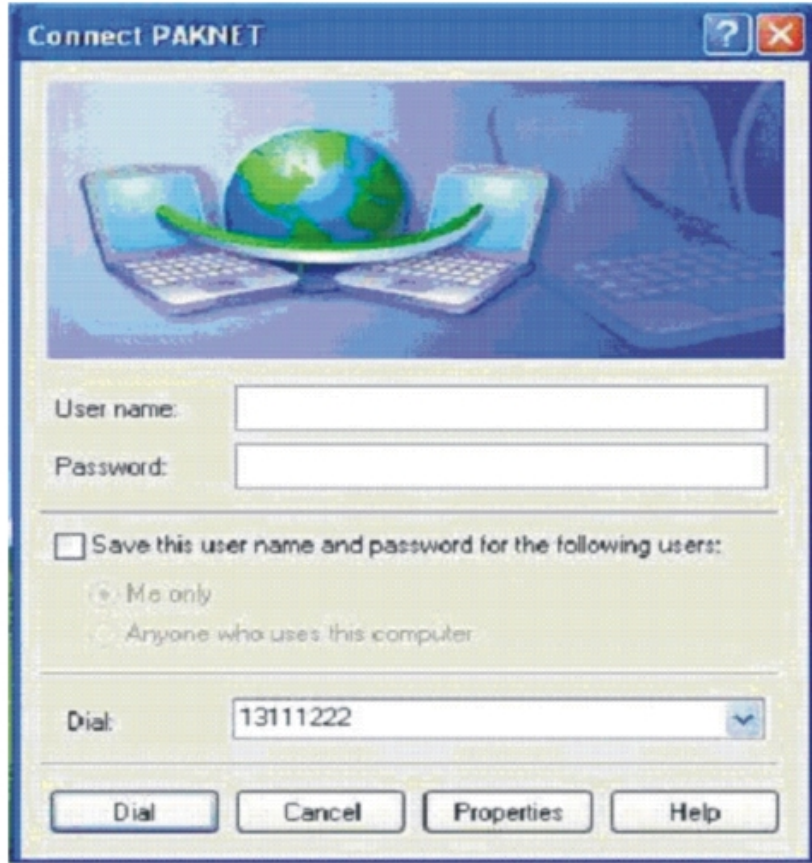 Connect PAKNET
User name:
Password:
Save this user name and password for the following users:
Me only
Anyone who uses this computer
Dial: 13111222
Dial Cancel Properties Help